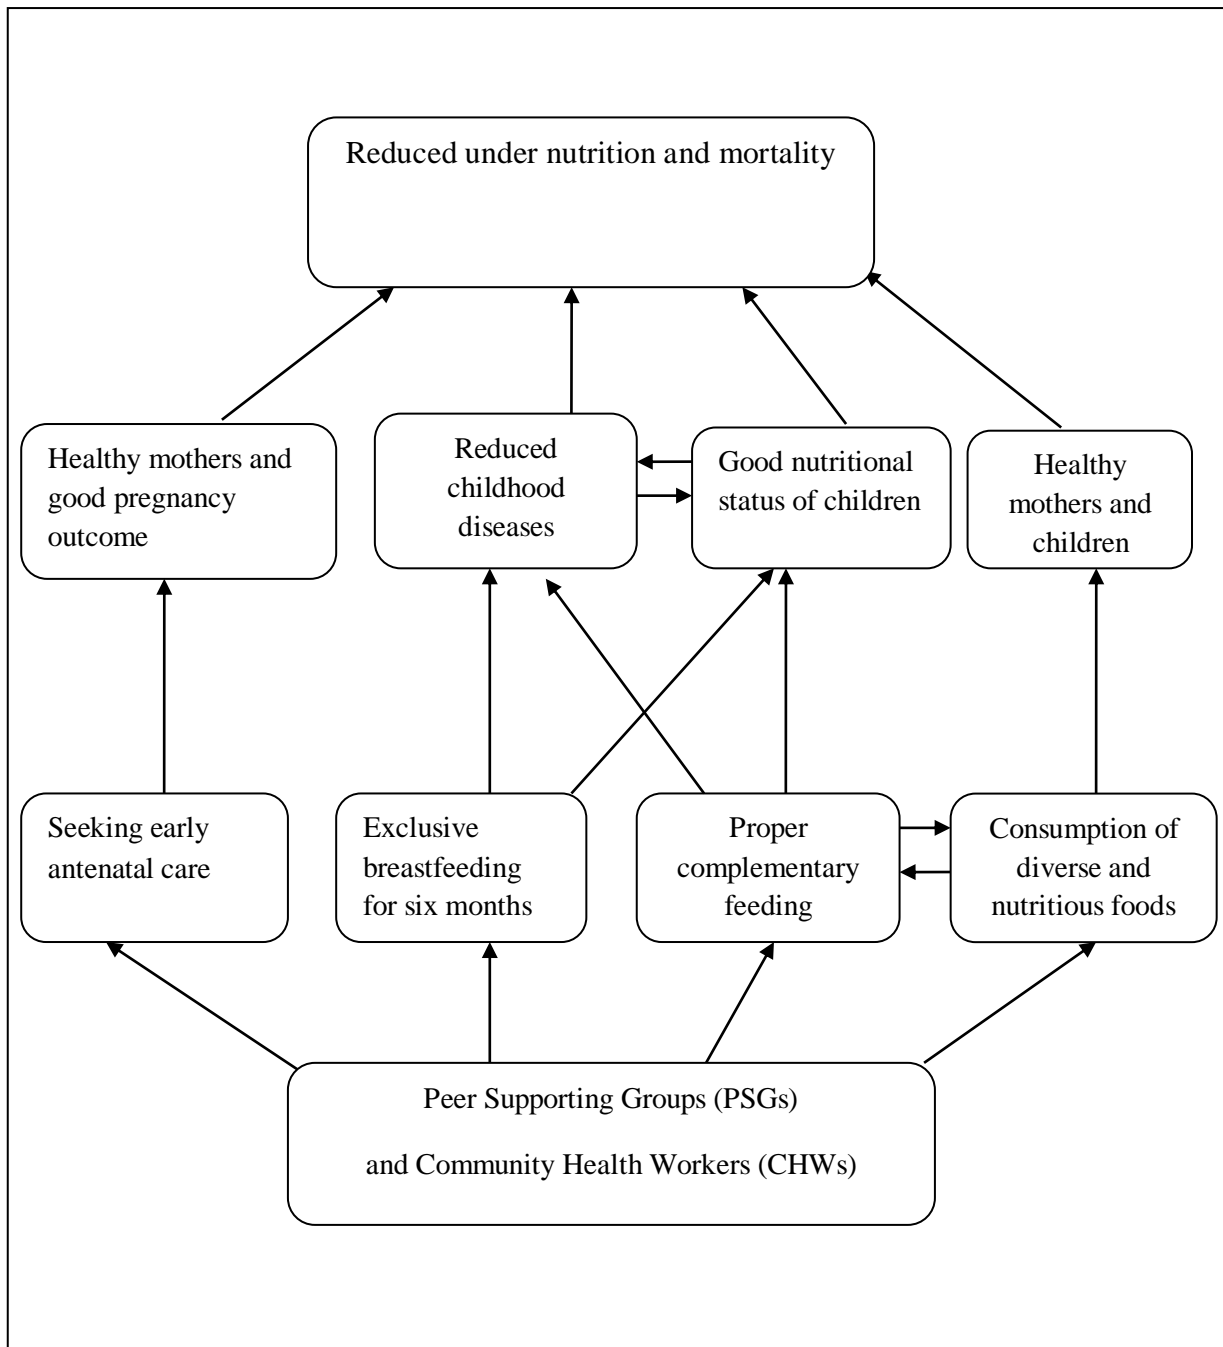 Reduced under nutrition and mortality
Healthy mothers and
good pregnancy
outcome
Reduced
childhood
diseases
Good nutritional
status of children
Healthy
mothers and
children
Seeking early
antenatal care
Exclusive
breastfeeding
for six months
Proper
complementary
feeding
Consumption of
diverse and
nutritious foods
Peer Supporting Groups (PSGs)
and Community Health Workers (CHWs)